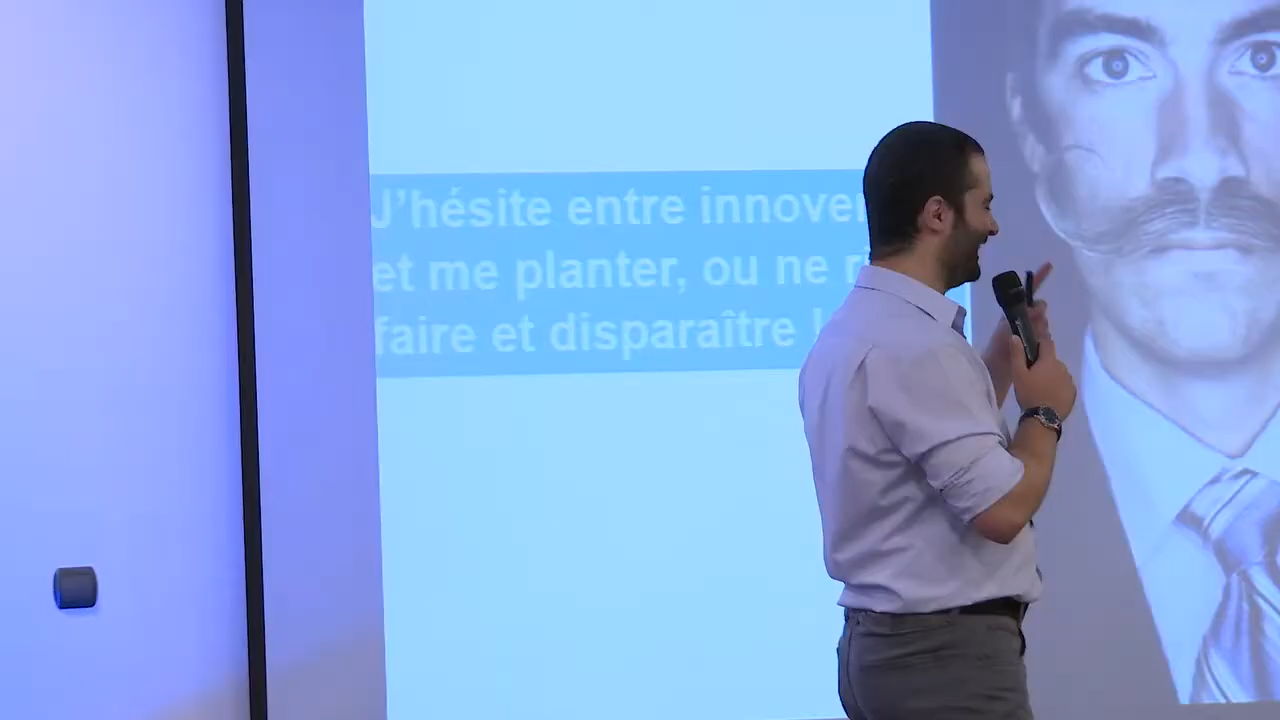 J’hésite entre innover
et me planter, ou ne
faire et disparaître